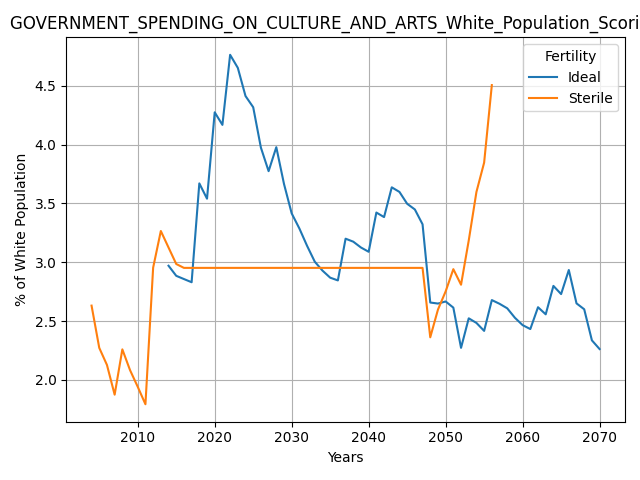 GOVERNMENT_SPENDING_ON_CULTURE_AND_ARTS_White_Population_Scori
Fertility
Ideal
Sterile
% of White Population
4.5
4.0
3.5
3.0
2.5
2.0
2010 2020 2030 2040 2050 2060 2070
Years